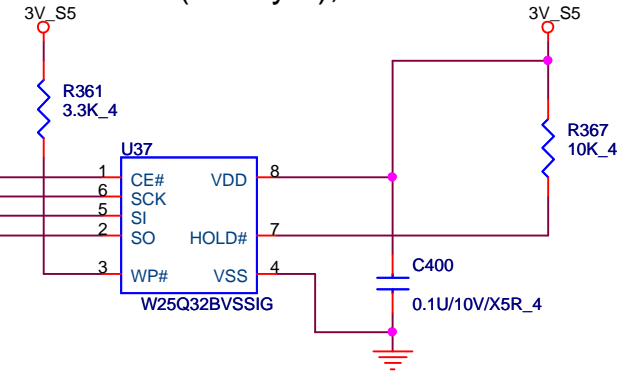 3V_S5
3V_S5
R361
3.3K_4
R367
10K_4
U37
1
CE#
VDD
8
6
SCK
5
SI
2
SO
HOLD#
7
3
WP#
VSS
4
W25Q32BVSSIG
C400
0.1U/10V/X5R_4